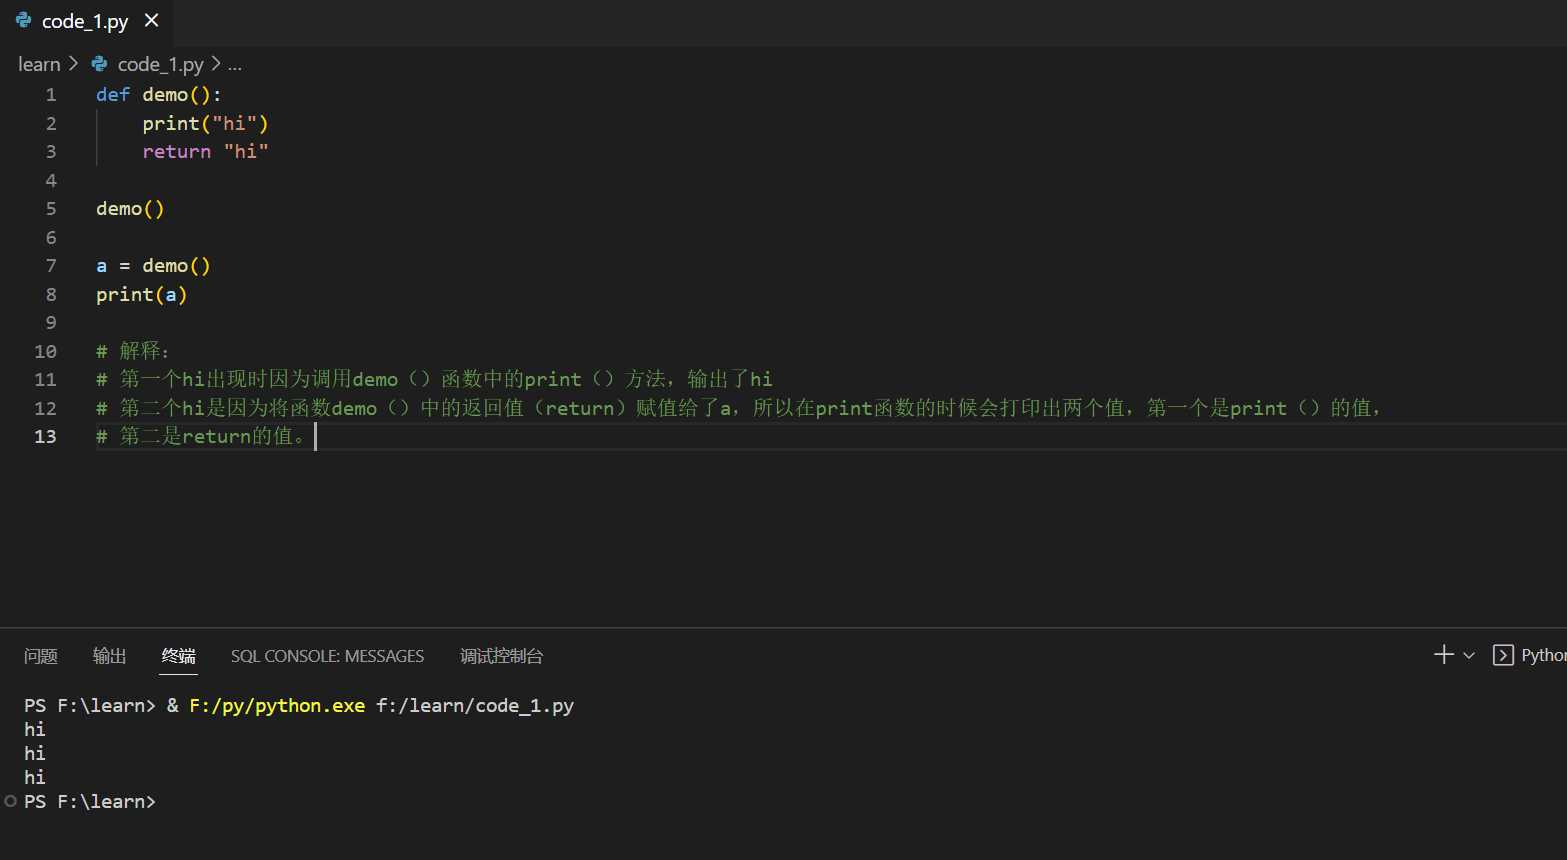 code_1.py
learn > code_1.py > ...
1 def demo():
2     print("hi")
3     return "hi"
4
5 demo()
6
7 a = demo()
8 print(a)
9
10 # 解释：
11 # 第一个hi出现时因为调用demo（）函数中的print（）方法，输出了hi
12 # 第二个hi是因为将函数demo（）中的返回值（return）赋值给了a，所以在print函数的时候会打印出两个值，第一个是print（）的值，
13 # 第二是return的值。
问题 输出 终端 SQL CONSOLE: MESSAGES 调试控制台 Python
PS F:\learn> & F:/py/python.exe f:/learn/code_1.py
hi
hi
hi
PS F:\learn>